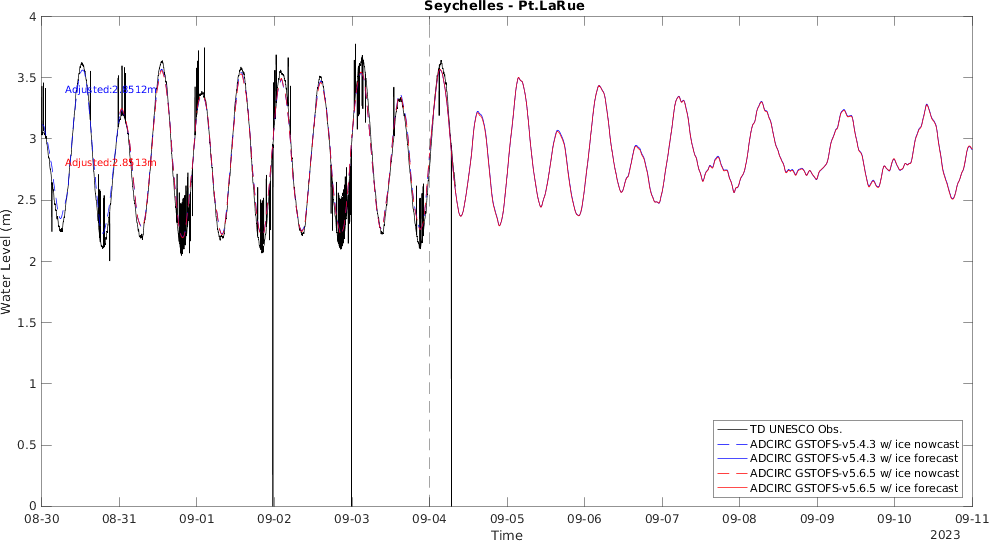 Seychelles - Pt.LaRue
4
3.5
3
2.5
2
1.5
1
0.5
0
Water Level (m)
Adjusted:2.8512m
Adjusted:2.8513m
TD UNESCO Obs.
ADCIRC GSTOFS-v5.4.3 w/ ice nowcast
ADCIRC GSTOFS-v5.4.3 w/ ice forecast
ADCIRC GSTOFS-v5.6.5 w/ ice nowcast
ADCIRC GSTOFS-v5.6.5 w/ ice forecast
08-30 08-31 09-01 09-02 09-03 09-04 09-05 09-06 09-07 09-08 09-09 09-10 09-11
Time
2023